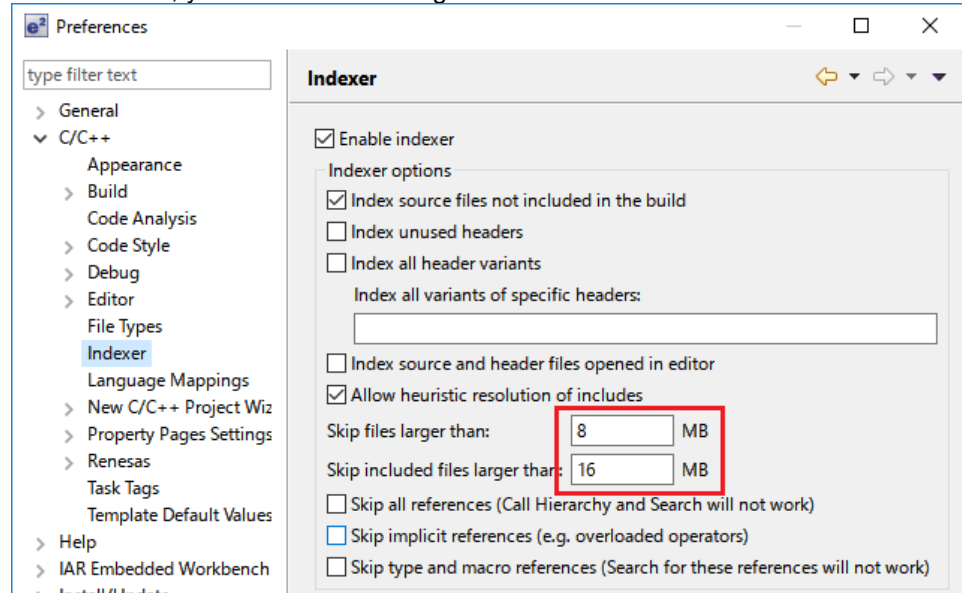 e² Preferences
type filter text
General
C/C++
Appearance
Build
Code Analysis
Code Style
Debug
Editor
File Types
Indexer
Language Mappings
New C/C++ Project Wiz
Property Pages Settings
Renesas
Task Tags
Template Default Values
Help
IAR Embedded Workbench
Indexer
Enable indexer
Indexer options
Index source files not included in the build
Index unused headers
Index all header variants
Index all variants of specific headers:
Index source and header files opened in editor
Allow heuristic resolution of includes
Skip files larger than: 8 MB
Skip included files larger than: 16 MB
Skip all references (Call Hierarchy and Search will not work)
Skip implicit references (e.g. overloaded operators)
Skip type and macro references (Search for these references will not work)